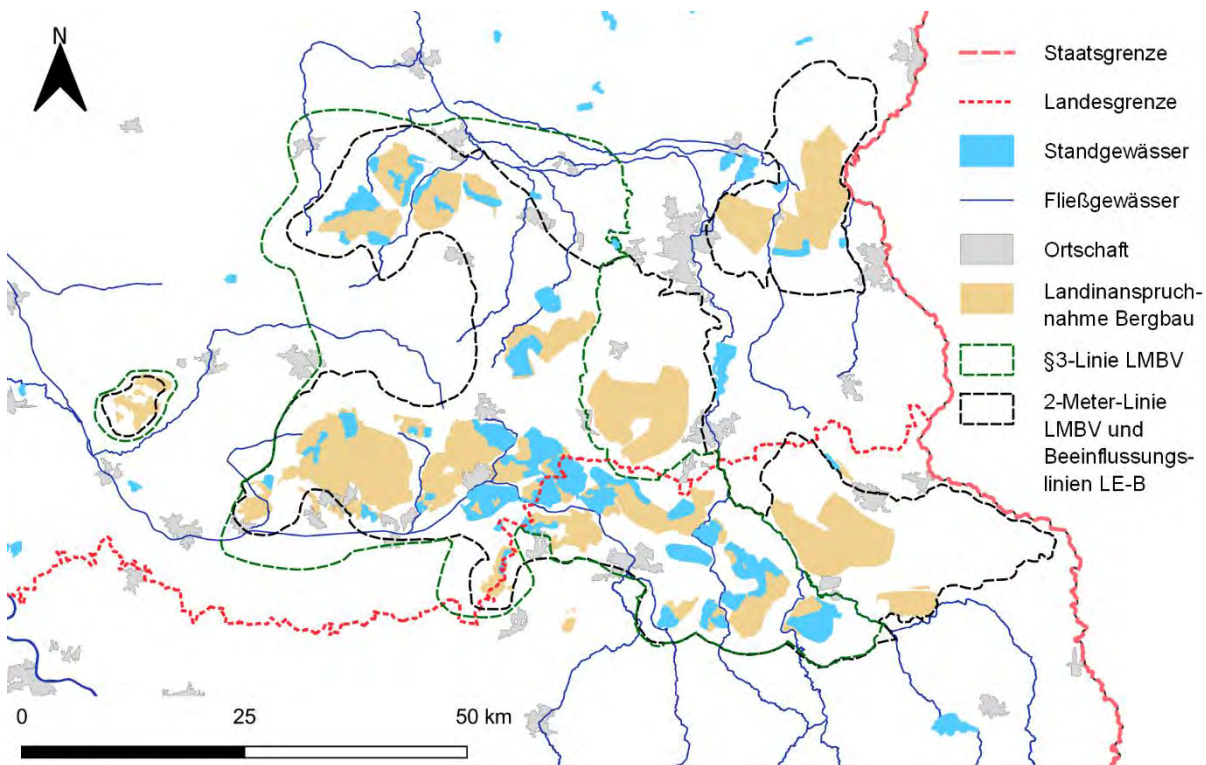 N
Staatsgrenze
Landesgrenze
Standgewässer
Fließgewässer
Ortschaft
Landinanspruch-
nahme Bergbau
§3-Linie LMBV
2-Meter-Linie
LMBV und
Beeinflussungs-
linien LE-B
0 25 50 km